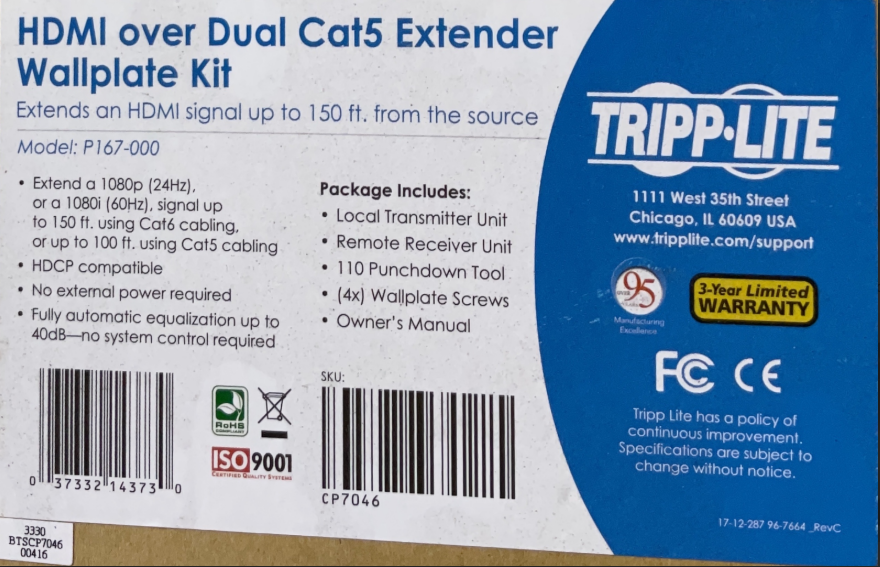 HDMI over Dual Cat5 Extender
Wallplate Kit
Extends an HDMI signal up to 150 ft. from the source
Model: P167-000
• Extend a 1080p (24Hz),
or a 1080i (60Hz), signal up
to 150 ft. using Cat6 cabling,
or up to 100 ft. using Cat5 cabling
• HDCP compatible
• No external power required
• Fully automatic equalization up to
40dB—no system control required
Package Includes:
• Local Transmitter Unit
• Remote Receiver Unit
• 110 Punchdown Tool
• (4x) Wallplate Screws
• Owner's Manual
0 37332 14373 0
RoHS
COMPLIANT
ISO 9001
CERTIFIED QUALITY SYSTEMS
SKU:
CP7046
TRIPP·LITE
1111 West 35th Street
Chicago, IL 60609 USA
www.tripplite.com/support
95
Manufacturing
Excellence
3-Year Limited
WARRANTY
FC CE
Tripp Lite has a policy of
continuous improvement.
Specifications are subject to
change without notice.
17-12-287 96-7664_RevC
3330
BTSCP7046
00416